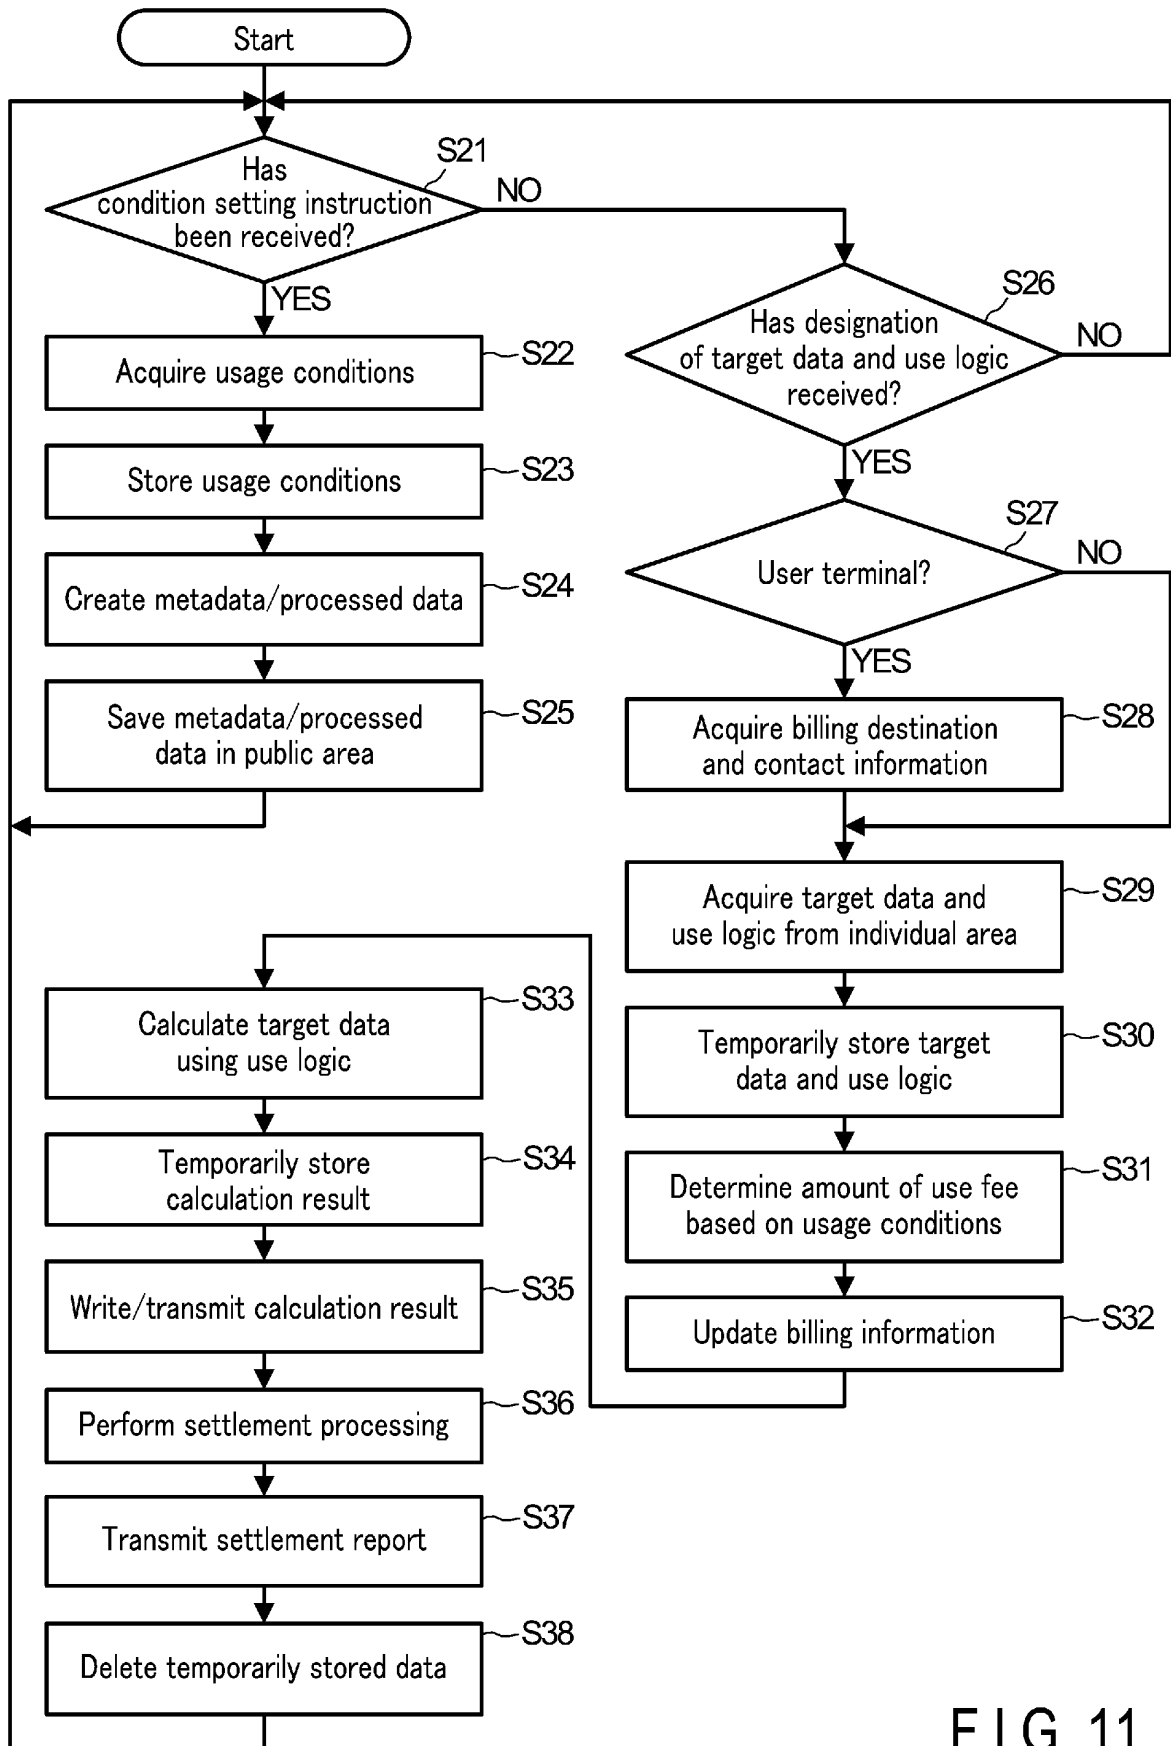 Start
S21
Has
condition setting instruction
been received?
NO
YES
S22
Acquire usage conditions
S23
Store usage conditions
S24
Create metadata/processed data
S25
Save metadata/processed
data in public area
S26
Has designation
of target data and use logic
received?
NO
YES
S27
User terminal?
NO
YES
S28
Acquire billing destination
and contact information
S29
Acquire target data and
use logic from individual area
S30
Temporarily store target
data and use logic
S31
Determine amount of use fee
based on usage conditions
S32
Update billing information
S33
Calculate target data
using use logic
S34
Temporarily store
calculation result
S35
Write/transmit calculation result
S36
Perform settlement processing
S37
Transmit settlement report
S38
Delete temporarily stored data
FIG. 11